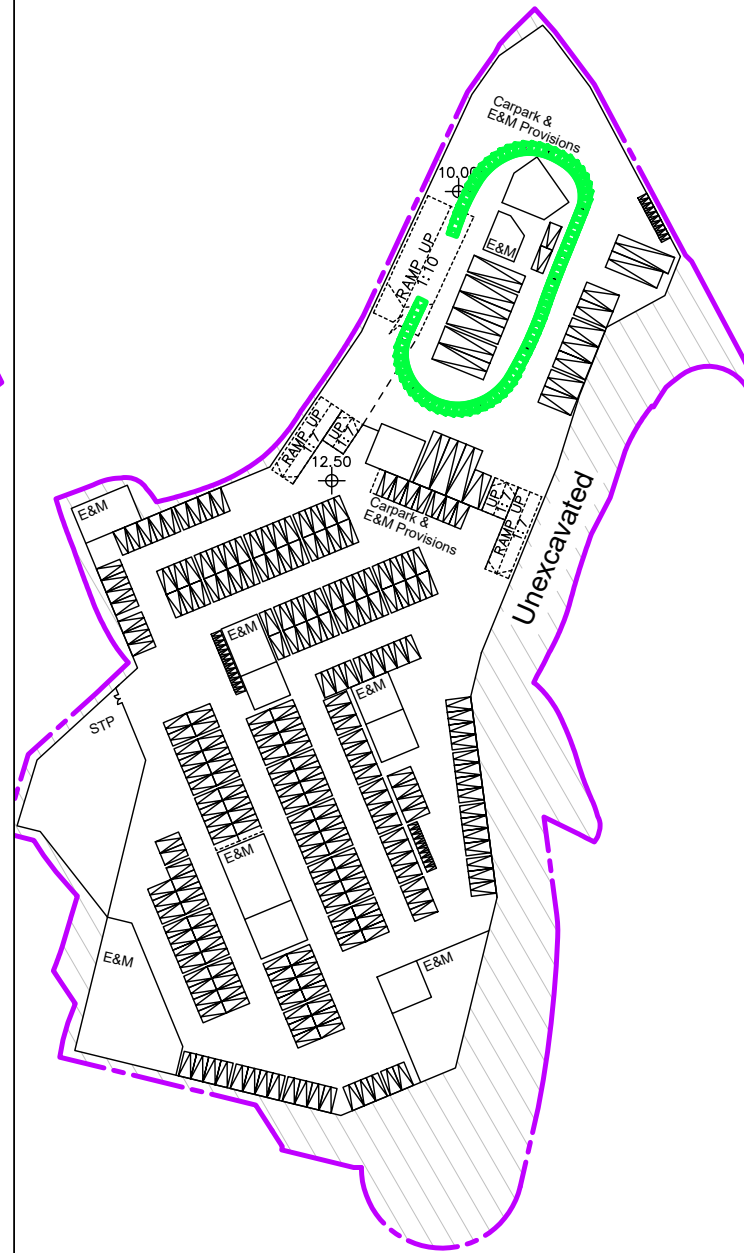 Carpark &
E&M Provisions
10.00
RAMP UP
1:10
E&M
RAMP UP
1:7
UP
1:7
12.50
Carpark &
E&M Provisions
UP
1:7
RAMP UP
1:7
Unexcavated
E&M
E&M
E&M
STP
E&M
E&M
E&M